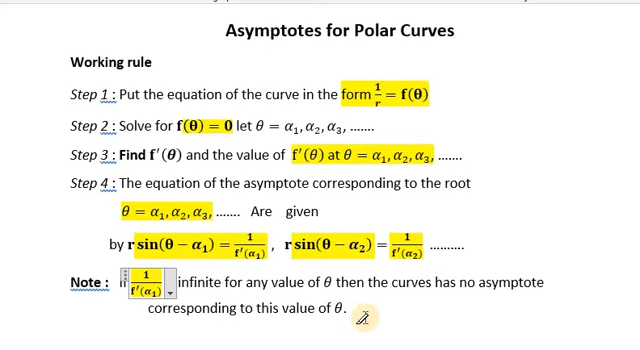 Asymptotes for Polar Curves
Working rule
Step 1 : Put the equation of the curve in the form 1/r = f(θ)
Step 2 : Solve for f(θ) = 0 let θ = α₁, α₂, α₃, .......
Step 3 : Find f′(θ) and the value of f′(θ) at θ = α₁, α₂, α₃, .......
Step 4 : The equation of the asymptote corresponding to the root
θ = α₁, α₂, α₃, ....... Are given
by r sin(θ − α₁) = 1/f′(α₁) , r sin(θ − α₂) = 1/f′(α₂) ..........
Note : 1/f′(α₁) infinite for any value of θ then the curves has no asymptote
corresponding to this value of θ.